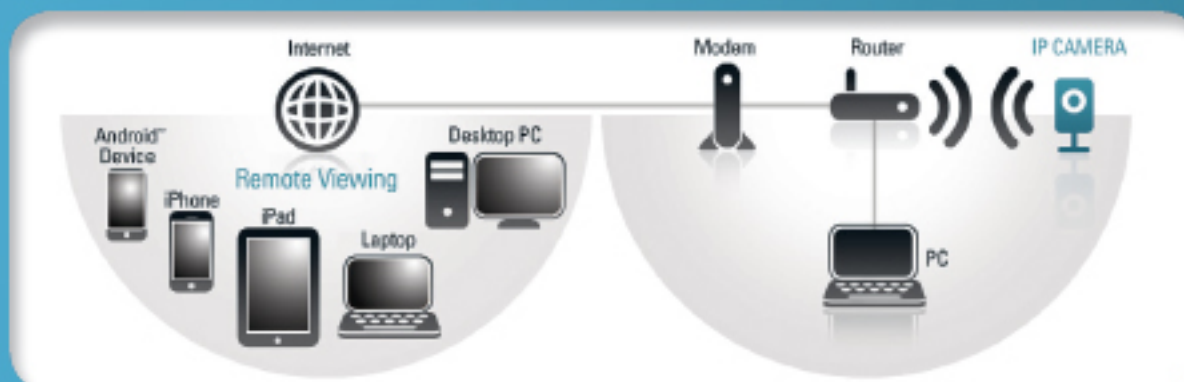 Internet
Modem
Router
IP CAMERA
Android™
Device
Desktop PC
Remote Viewing
iPhone
iPad
Laptop
PC